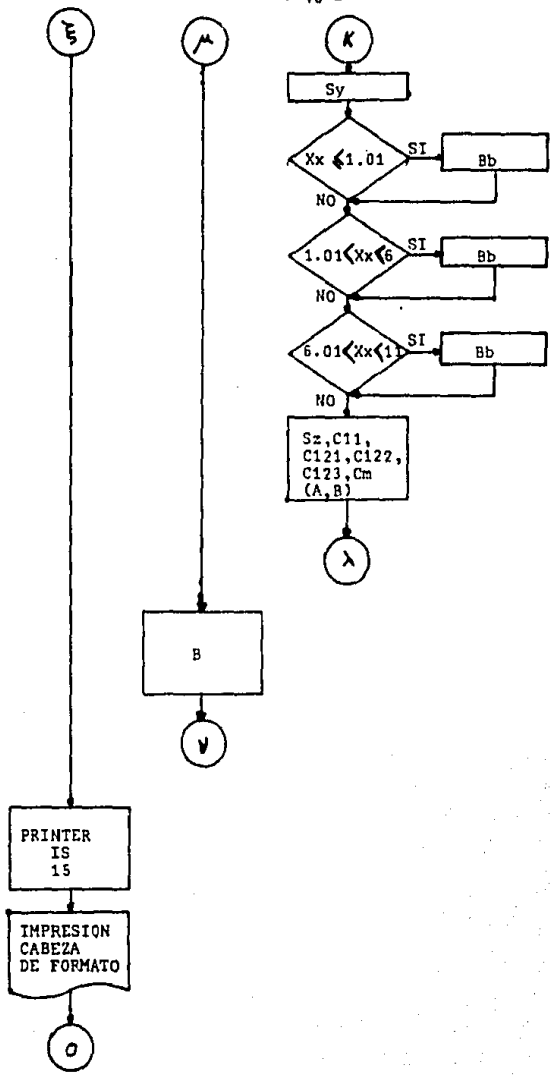 ξ
μ
K
Sy
Xx ≤1.01
SI
Bb
NO
1.01<Xx≤6
SI
Bb
NO
6.01<Xx<11
SI
Bb
NO
Sz,C11,
C121,C122,
C123,Cm
(A,B)
λ
B
ν
PRINTER
IS
15
IMPRESION
CABEZA
DE FORMATO
O